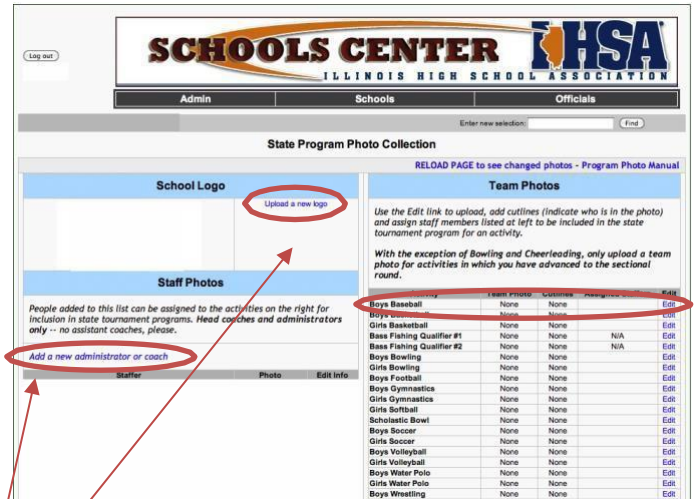 Log out
SCHOOLS CENTER IHSA
ILLINOIS HIGH SCHOOL ASSOCIATION
Admin Schools Officials
Enter new selection: Find
State Program Photo Collection
RELOAD PAGE to see changed photos - Program Photo Manual
School Logo
Upload a new logo
Staff Photos
People added to this list can be assigned to the activities on the right for
inclusion in state tournament programs. Head coaches and administrators
only -- no assistant coaches, please.
Add a new administrator or coach
Staffer Photo Edit Info
Team Photos
Use the Edit link to upload, add cutlines (indicate who is in the photo)
and assign staff members listed at left to be included in the state
tournament program for an activity.
With the exception of Bowling and Cheerleading, only upload a team
photo for activities in which you have advanced to the sectional
round.
Team Photo Cutlines Edit
Boys Baseball None None Edit
Boys None None Edit
Girls Basketball None None Edit
Bass Fishing Qualifier #1 None None N/A Edit
Bass Fishing Qualifier #2 None None N/A Edit
Boys Bowling None None Edit
Girls Bowling None None Edit
Boys Football None None Edit
Boys Gymnastics None None Edit
Girls Gymnastics None None Edit
Girls Softball None None Edit
Scholastic Bowl None None Edit
Boys Soccer None None Edit
Girls Soccer None None Edit
Boys Volleyball None None Edit
Girls Volleyball None None Edit
Boys Water Polo None None Edit
Girls Water Polo None None Edit
Boys Wrestling None None Edit